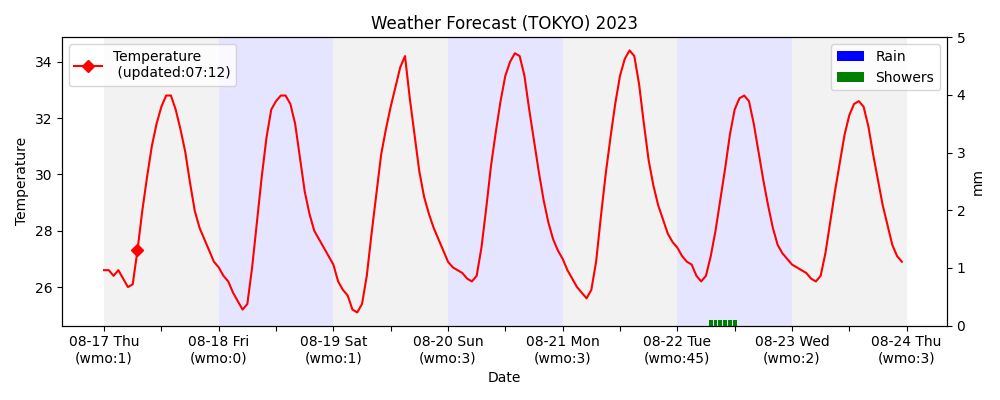 Weather Forecast (TOKYO) 2023
Temperature
(updated:07:12)
Rain
Showers
Temperature
34
32
30
28
26
5
4
3
2
1
0
mm
08-17 Thu
(wmo:1)
08-18 Fri
(wmo:0)
08-19 Sat
(wmo:1)
08-20 Sun
(wmo:3)
08-21 Mon
(wmo:3)
08-22 Tue
(wmo:45)
08-23 Wed
(wmo:2)
08-24 Thu
(wmo:3)
Date